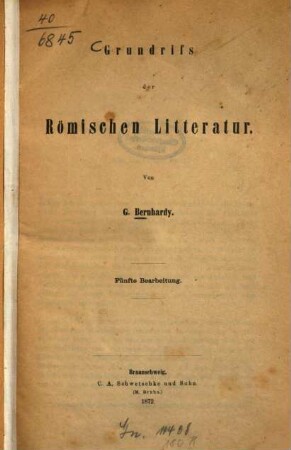 40
6845
Grundriſs
der
Römischen Litteratur.
Von
G. Bernhardy.
Fünfte Bearbeitung.
Braunschweig.
C. A. Schwetschke und Sohn.
(M. Bruhn.)
1872